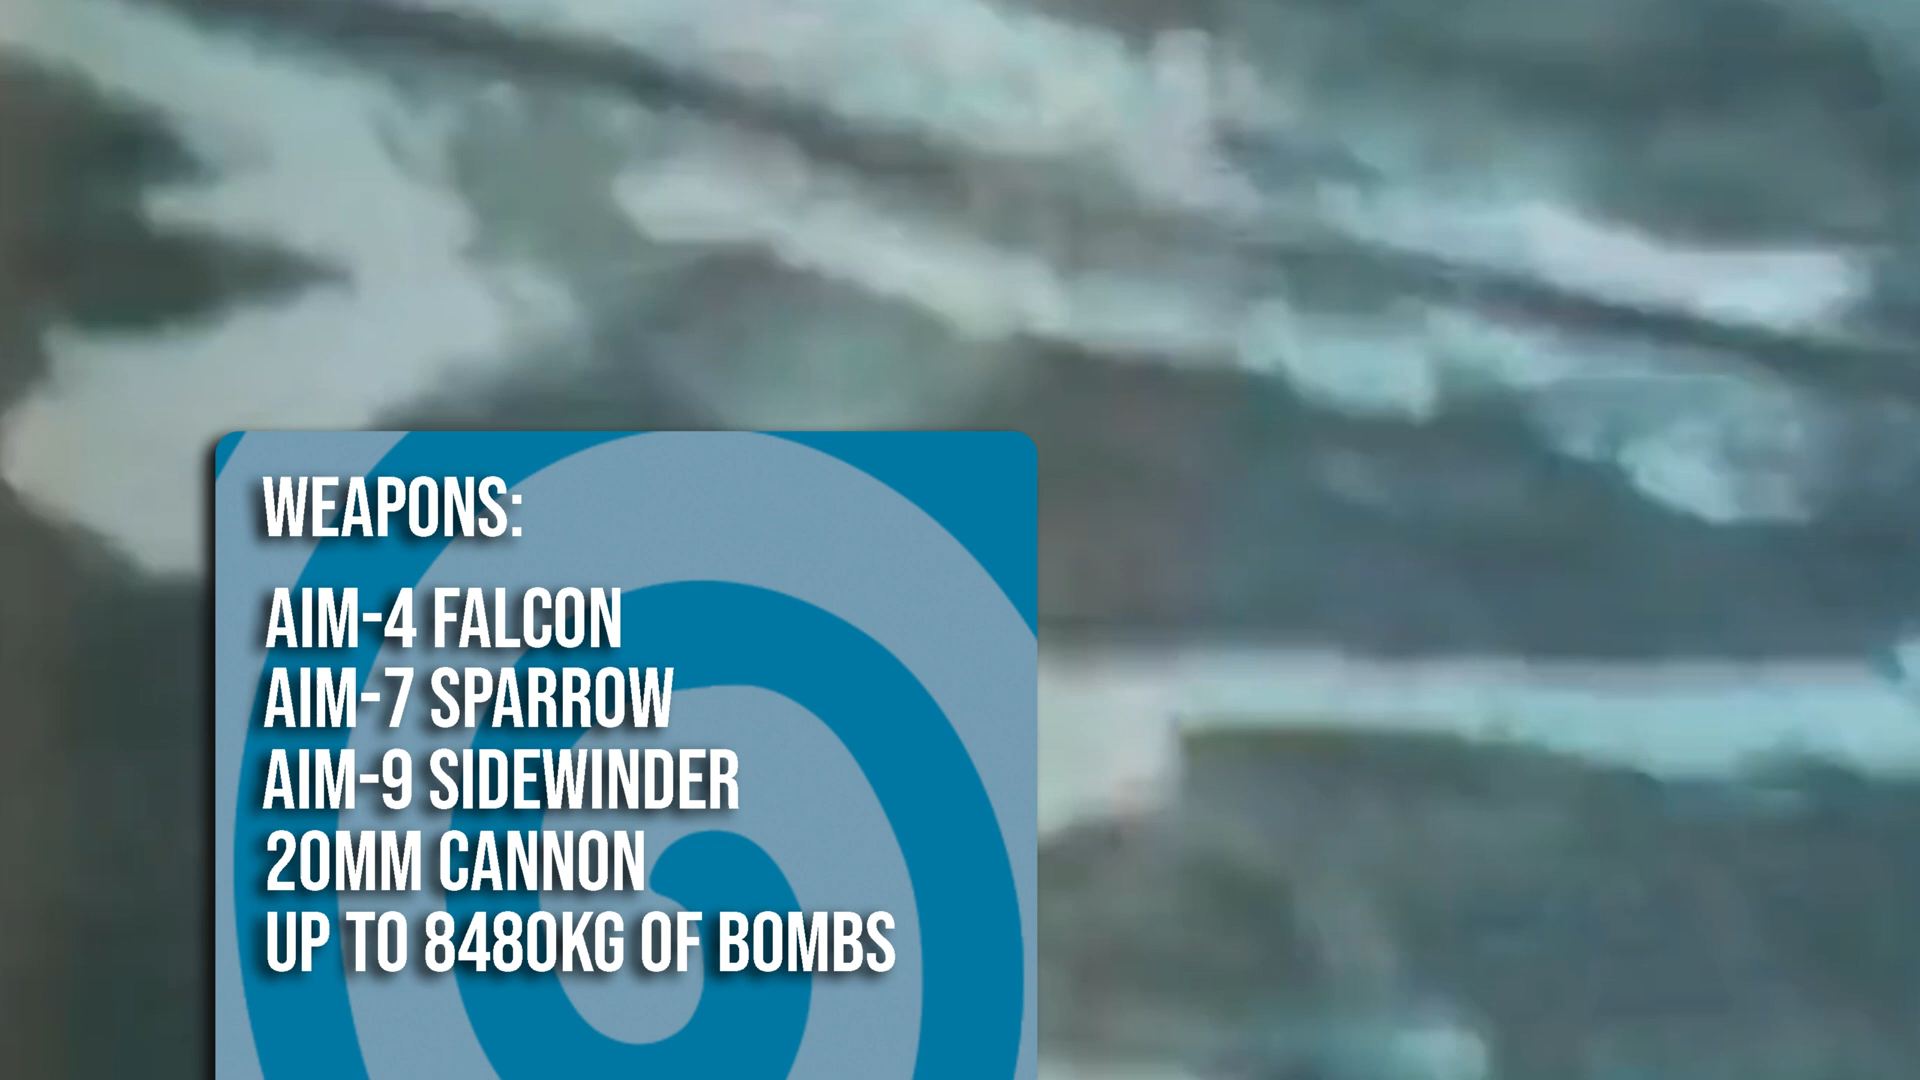 WEAPONS:
AIM-4 FALCON
AIM-7 SPARROW
AIM-9 SIDEWINDER
20MM CANNON
UP TO 8480KG OF BOMBS